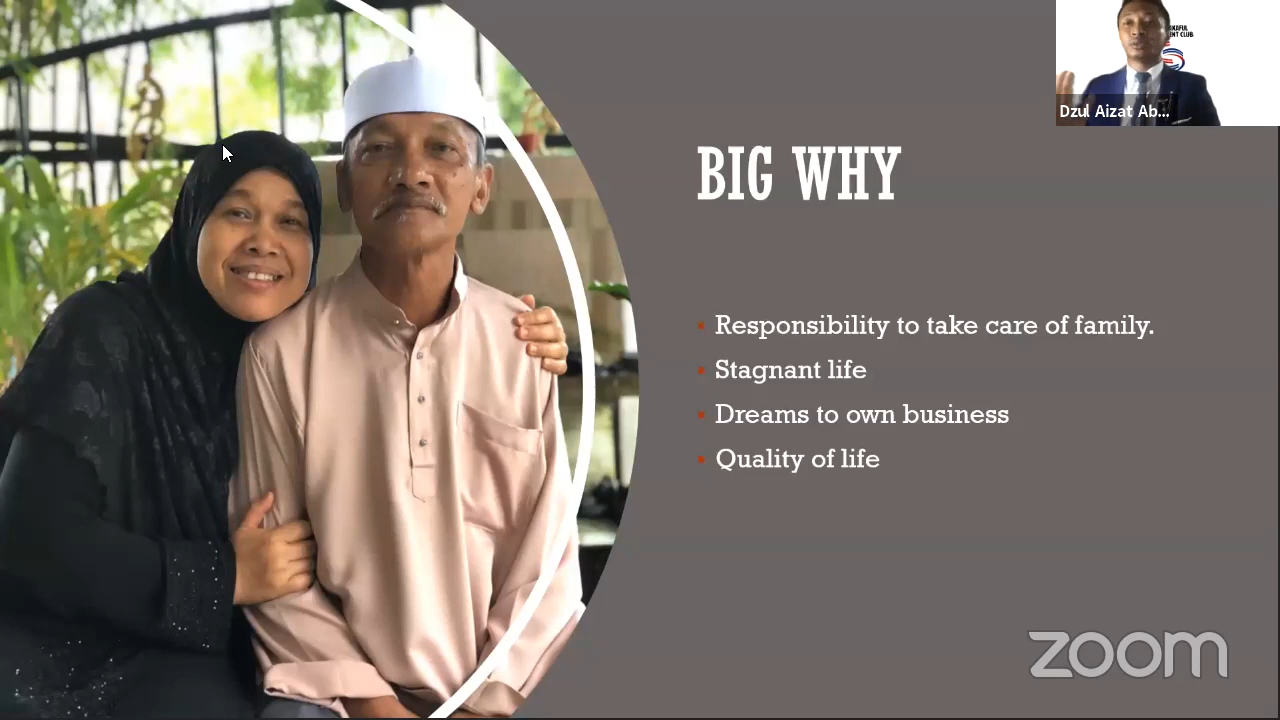 Dzul Aizat Ab...
BIG WHY
Responsibility to take care of family.
Stagnant life
Dreams to own business
Quality of life
zoom